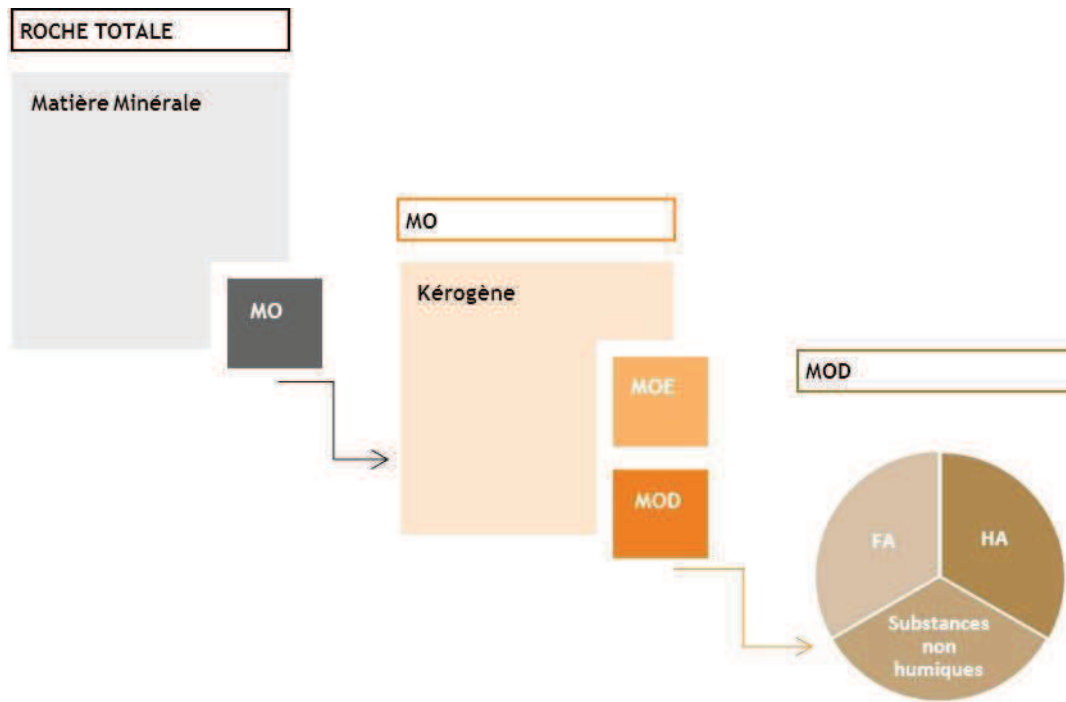 ROCHE TOTALE
Matière Minérale
MO
MO
Kérogène
MOE
MOD
MOD
FA
HA
Substances
non
humiques